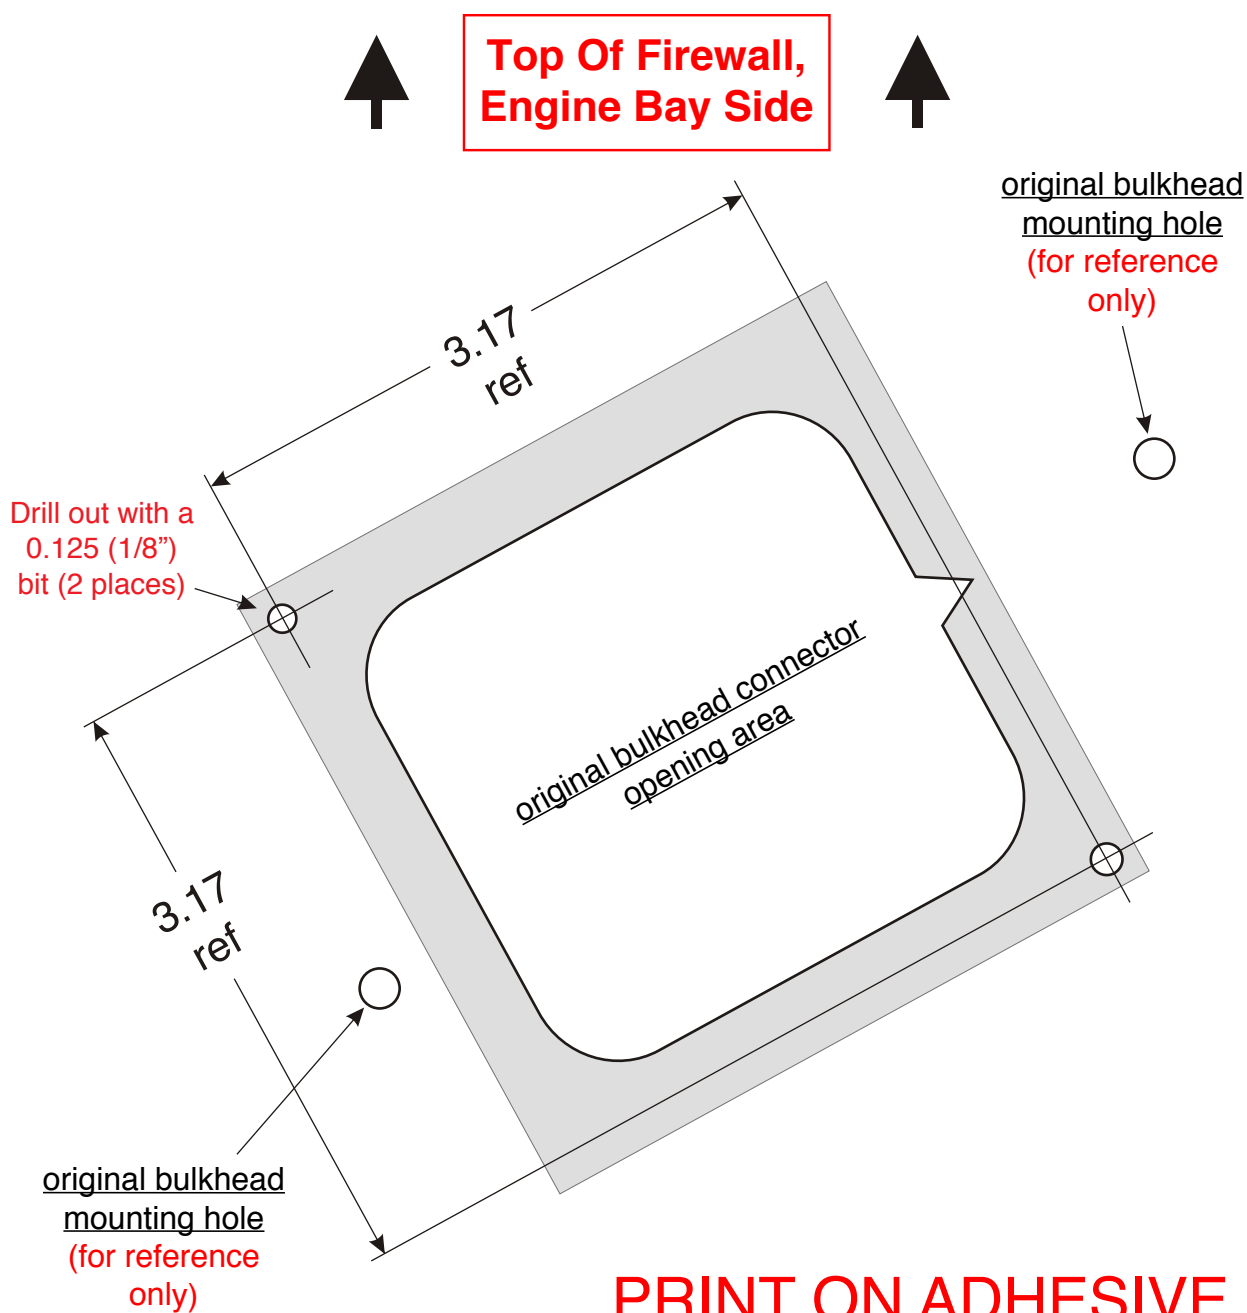 Top Of Firewall,
Engine Bay Side
original bulkhead
mounting hole
(for reference
only)
3.17
ref
Drill out with a
0.125 (1/8”)
bit (2 places)
original bulkhead connector
opening area
3.17
ref
original bulkhead
mounting hole
(for reference
only)
PRINT ON ADHESIVE